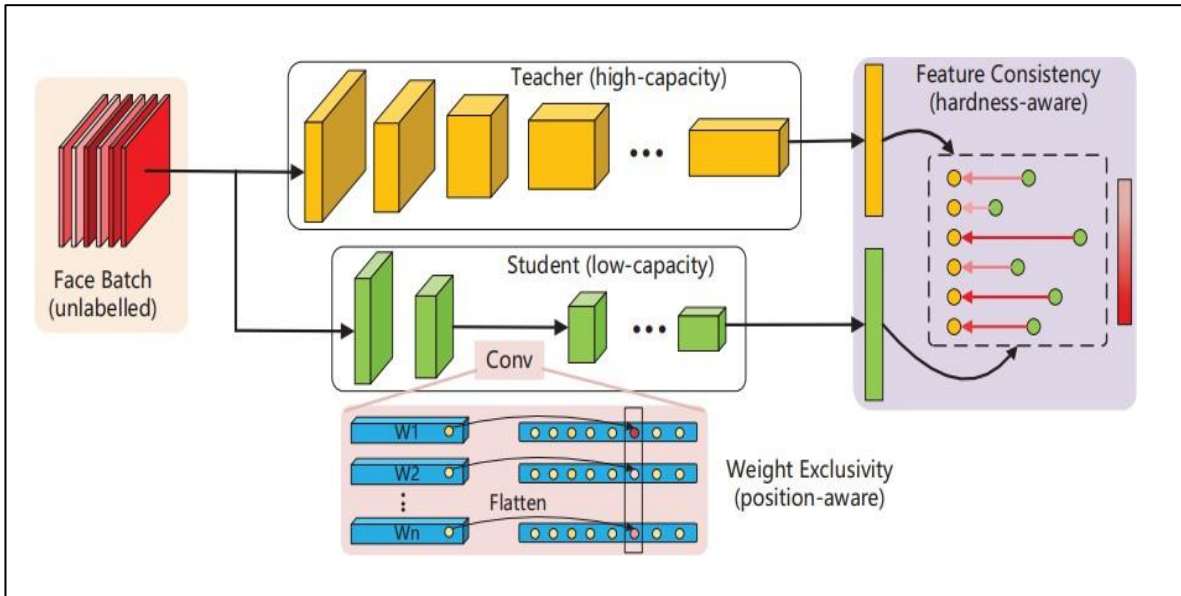 Teacher (high-capacity)
Feature Consistency
(hardness-aware)
Face Batch
(unlabelled)
Student (low-capacity)
Conv
W1
W2
Flatten
Wn
Weight Exclusivity
(position-aware)